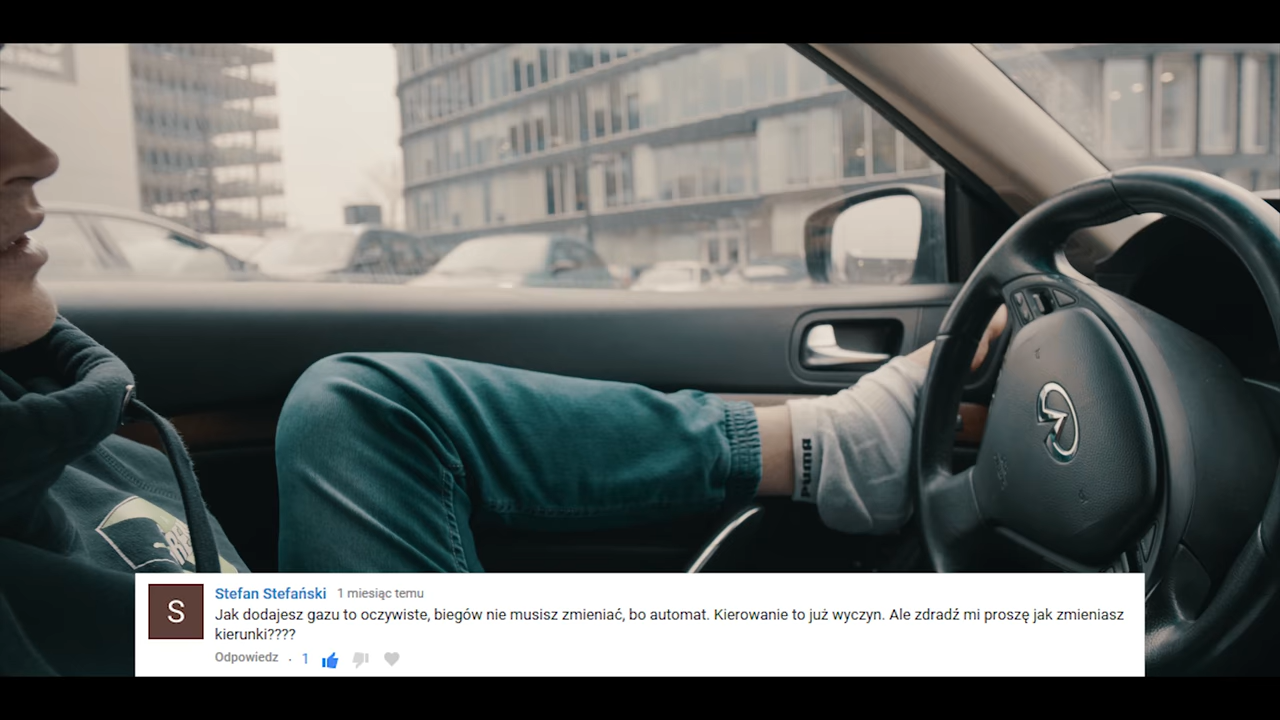 PUMA
Stefan Stefański 1 miesiąc temu
S
Jak dodajesz gazu to oczywiste, biegów nie musisz zmieniać, bo automat. Kierowanie to już wyczyn. Ale zdradź mi proszę jak zmieniasz
kierunki????
Odpowiedz . 1